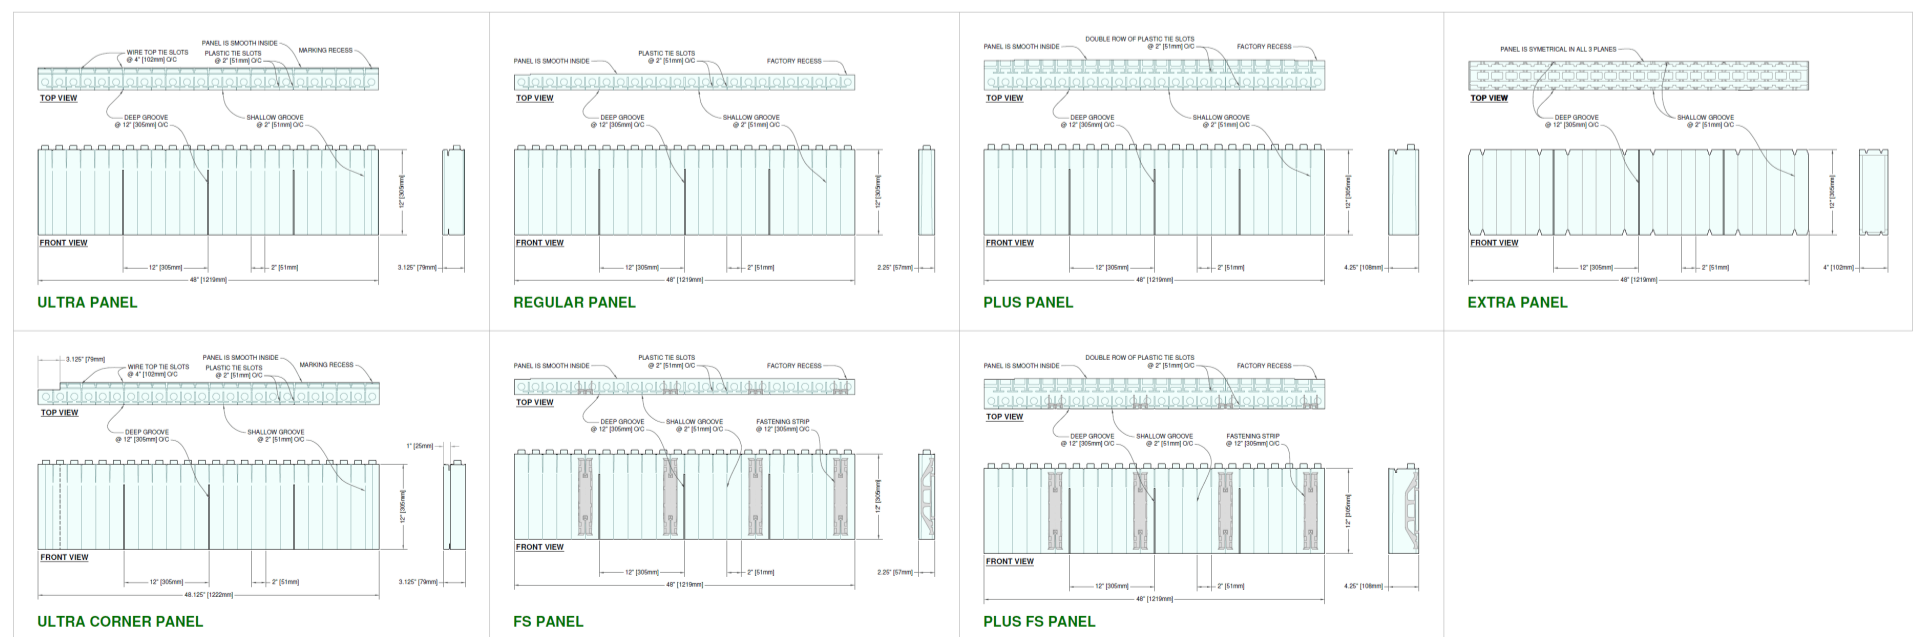 PANEL IS SMOOTH INSIDE
MARKING RECESS
WIRE TOP TIE SLOTS
@ 4" [102mm] O/C
PLASTIC TIE SLOTS
@ 2" [51mm] O/C
TOP VIEW
DEEP GROOVE
@ 12" [305mm] O/C
SHALLOW GROOVE
@ 2" [51mm] O/C
12" [305mm]
FRONT VIEW
12" [305mm]
2" [51mm]
3.125" [79mm]
48" [1219mm]
ULTRA PANEL
PLASTIC TIE SLOTS
@ 2" [51mm] O/C
PANEL IS SMOOTH INSIDE
FACTORY RECESS
TOP VIEW
DEEP GROOVE
@ 12" [305mm] O/C
SHALLOW GROOVE
@ 2" [51mm] O/C
12" [305mm]
FRONT VIEW
12" [305mm]
2" [51mm]
2.25" [57mm]
48" [1219mm]
REGULAR PANEL
DOUBLE ROW OF PLASTIC TIE SLOTS
@ 2" [51mm] O/C
PANEL IS SMOOTH INSIDE
FACTORY RECESS
TOP VIEW
DEEP GROOVE
@ 12" [305mm] O/C
SHALLOW GROOVE
@ 2" [51mm] O/C
12" [305mm]
FRONT VIEW
12" [305mm]
2" [51mm]
4.25" [108mm]
48" [1219mm]
PLUS PANEL
PANEL IS SYMETRICAL IN ALL 3 PLANES
TOP VIEW
DEEP GROOVE
@ 12" [305mm] O/C
SHALLOW GROOVE
@ 2" [51mm] O/C
12" [305mm]
FRONT VIEW
12" [305mm]
2" [51mm]
4" [102mm]
48" [1219mm]
EXTRA PANEL
3.125" [79mm]
PANEL IS SMOOTH INSIDE
MARKING RECESS
WIRE TOP TIE SLOTS
@ 4" [102mm] O/C
PLASTIC TIE SLOTS
@ 2" [51mm] O/C
TOP VIEW
DEEP GROOVE
@ 12" [305mm] O/C
SHALLOW GROOVE
@ 2" [51mm] O/C
1" [25mm]
12" [305mm]
FRONT VIEW
12" [305mm]
2" [51mm]
3.125" [79mm]
48.125" [1222mm]
ULTRA CORNER PANEL
PLASTIC TIE SLOTS
@ 2" [51mm] O/C
PANEL IS SMOOTH INSIDE
FACTORY RECESS
TOP VIEW
DEEP GROOVE
@ 12" [305mm] O/C
SHALLOW GROOVE
@ 2" [51mm] O/C
FASTENING STRIP
@ 12" [305mm] O/C
12" [305mm]
FRONT VIEW
12" [305mm]
2" [51mm]
2.25" [57mm]
48" [1219mm]
FS PANEL
DOUBLE ROW OF PLASTIC TIE SLOTS
@ 2" [51mm] O/C
PANEL IS SMOOTH INSIDE
FACTORY RECESS
TOP VIEW
DEEP GROOVE
@ 12" [305mm] O/C
SHALLOW GROOVE
@ 2" [51mm] O/C
FASTENING STRIP
@ 12" [305mm] O/C
12" [305mm]
FRONT VIEW
12" [305mm]
2" [51mm]
4.25" [108mm]
48" [1219mm]
PLUS FS PANEL